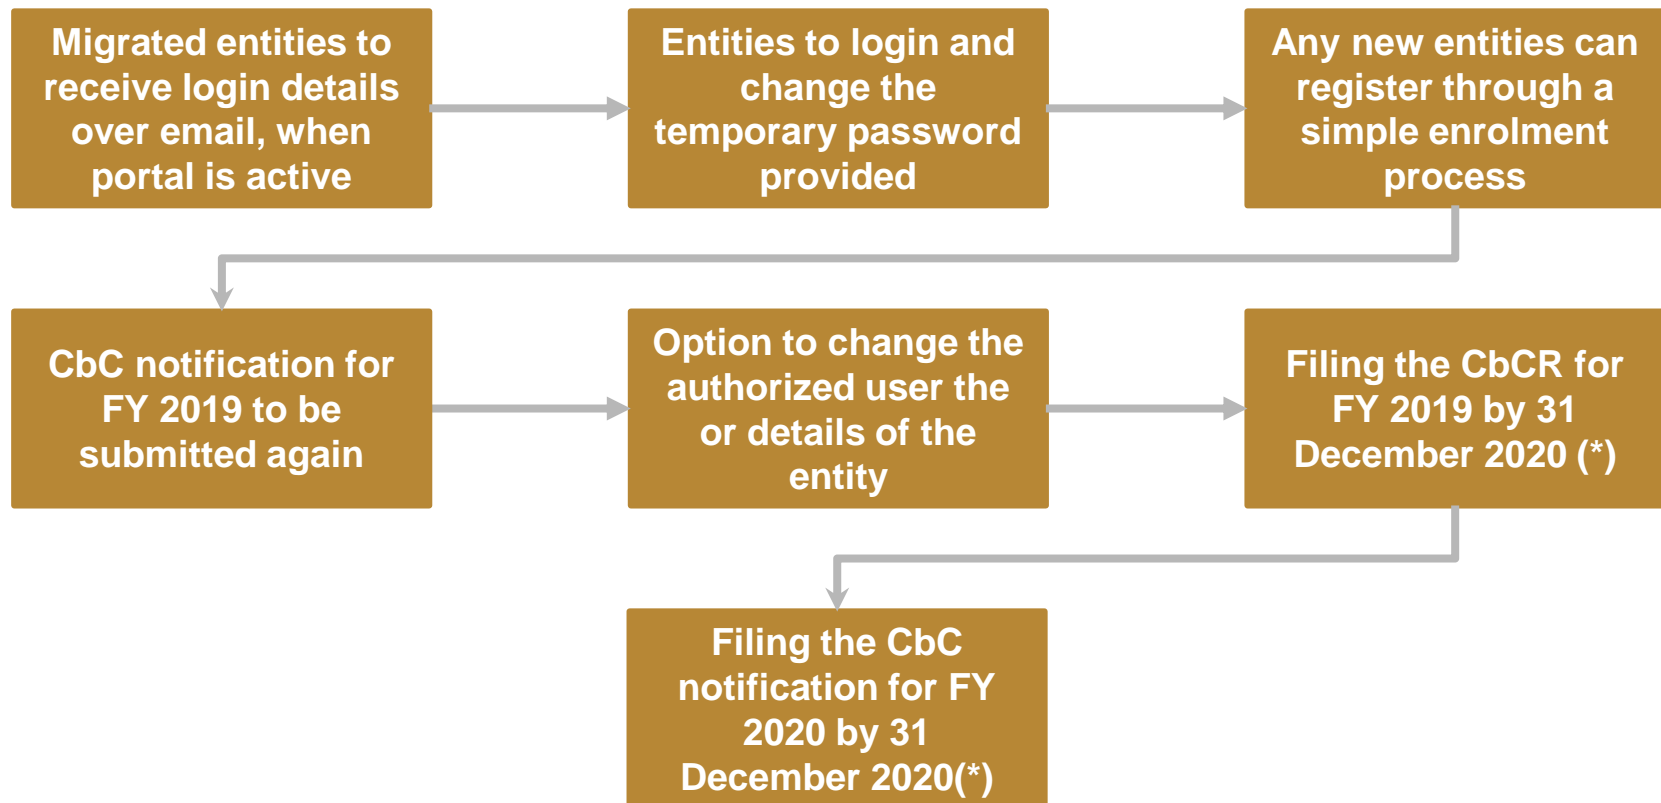 Migrated entities to
receive login details
over email, when
portal is active
Entities to login and
change the
temporary password
provided
Any new entities can
register through a
simple enrolment
process
CbC notification for
FY 2019 to be
submitted again
Option to change the
authorized user the
or details of the
entity
Filing the CbCR for
FY 2019 by 31
December 2020 (*)
Filing the CbC
notification for FY
2020 by 31
December 2020(*)